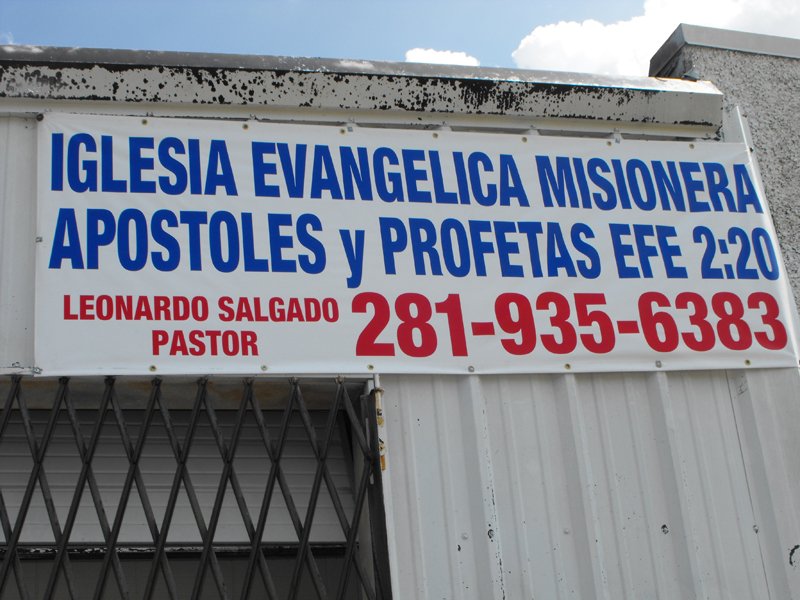 IGLESIA EVANGELICA MISIONERA
APOSTOLES y PROFETAS EFE 2:20
LEONARDO SALGADO
PASTOR
281-935-6383